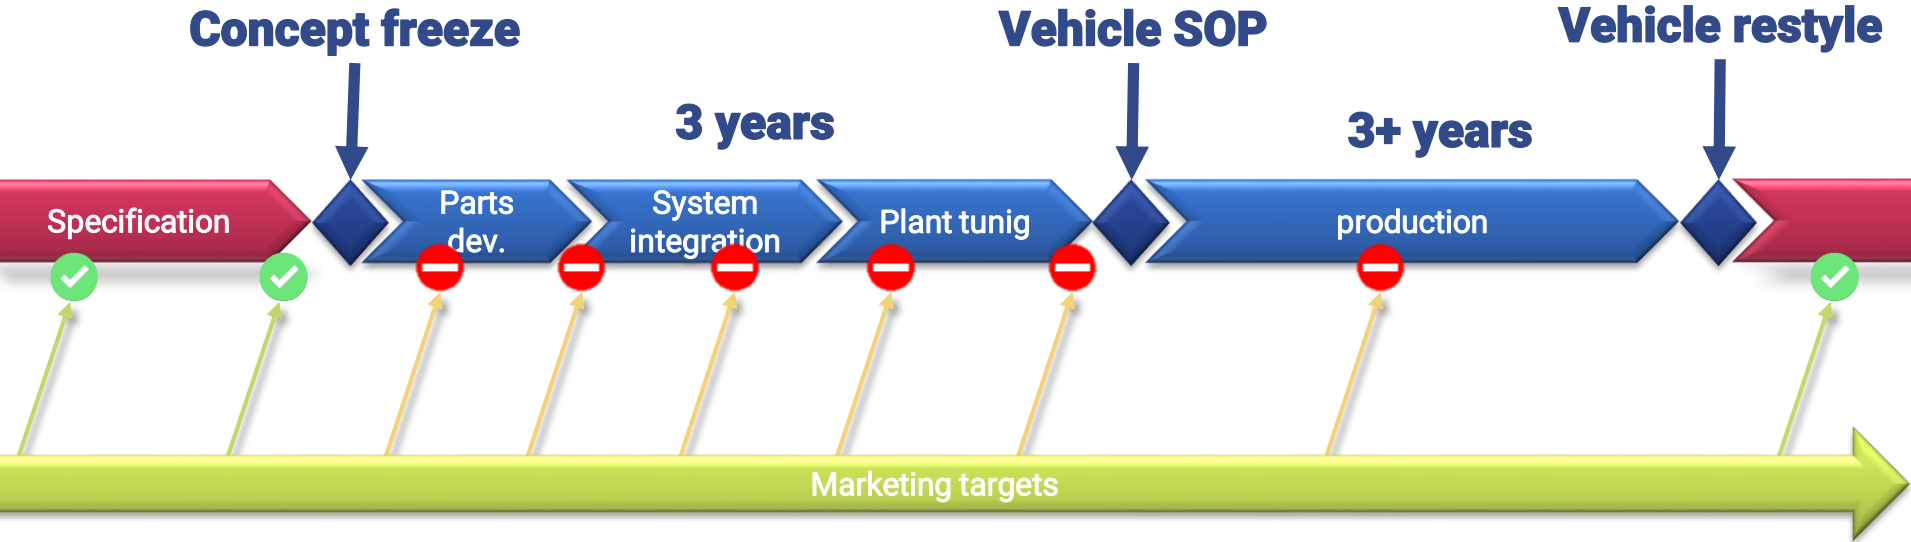 Concept freeze
Vehicle SOP
Vehicle restyle
3 years
3+ years
Specification
Parts
dev.
System
integration
Plant tunig
production
Marketing targets